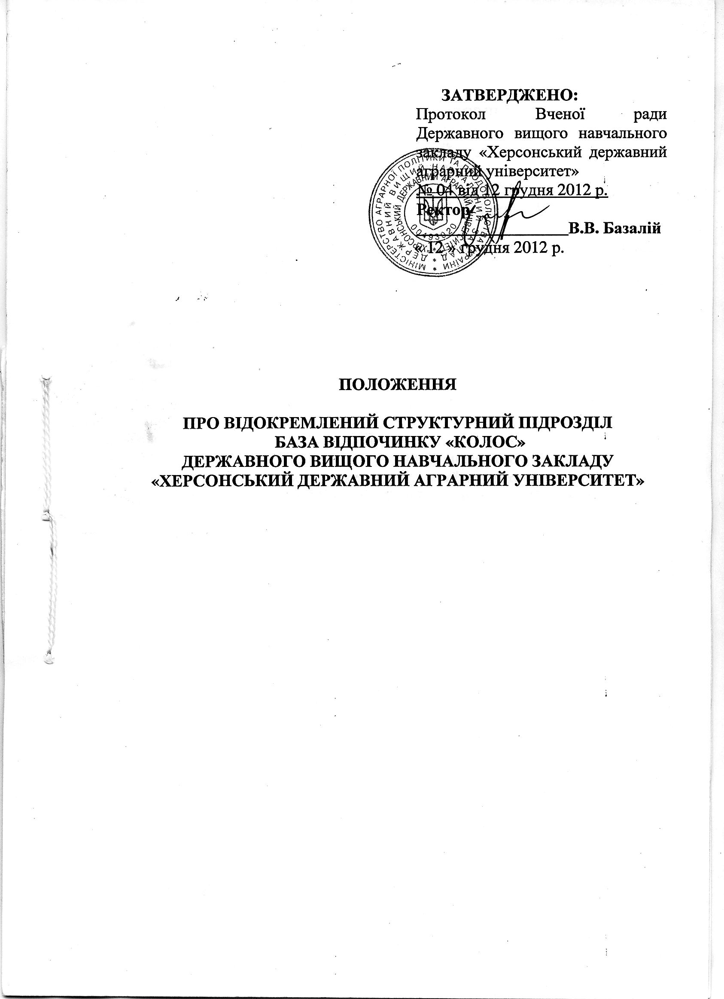 ЗАТВЕРДЖЕНО:
Протокол Вченої ради
Державного вищого навчального
закладу «Херсонський державний
аграрний університет»
№ 04 від 12 грудня 2012 р.
Ректор
В.В. Базалій
« 12 » грудня 2012 р.
МІНІСТЕРСТВО АГРАРНОЇ ПОЛІТИКИ ТА ПРОДОВОЛЬСТВА УКРАЇНИ *
ДЕРЖАВНИЙ ВИЩИЙ НАВЧАЛЬНИЙ ЗАКЛАД *
"ХЕРСОНСЬКИЙ ДЕРЖАВНИЙ АГРАРНИЙ УНІВЕРСИТЕТ" *
00493020
ПОЛОЖЕННЯ
ПРО ВІДОКРЕМЛЕНИЙ СТРУКТУРНИЙ ПІДРОЗДІЛ
БАЗА ВІДПОЧИНКУ «КОЛОС»
ДЕРЖАВНОГО ВИЩОГО НАВЧАЛЬНОГО ЗАКЛАДУ
«ХЕРСОНСЬКИЙ ДЕРЖАВНИЙ АГРАРНИЙ УНІВЕРСИТЕТ»